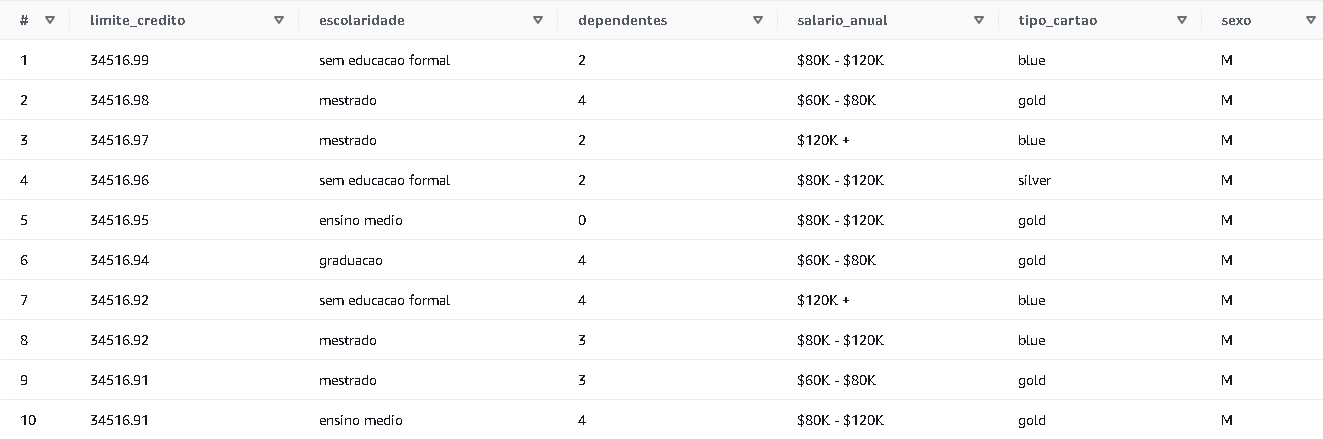 # limite_credito escolaridade dependentes salario_anual tipo_cartao sexo
1 34516.99 sem educacao formal 2 $80K - $120K blue M
2 34516.98 mestrado 4 $60K - $80K gold M
3 34516.97 mestrado 2 $120K + blue M
4 34516.96 sem educacao formal 2 $80K - $120K silver M
5 34516.95 ensino medio 0 $80K - $120K gold M
6 34516.94 graduacao 4 $60K - $80K gold M
7 34516.92 sem educacao formal 4 $120K + blue M
8 34516.92 mestrado 3 $80K - $120K blue M
9 34516.91 mestrado 3 $60K - $80K gold M
10 34516.91 ensino medio 4 $80K - $120K gold M